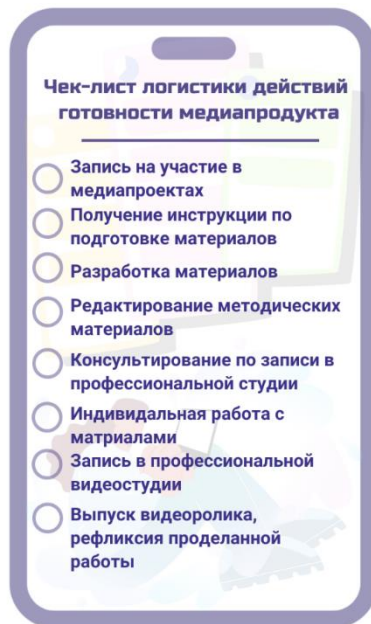 Чек-лист логистики действий
готовности медиапродукта
Запись на участие в
медиапроектах
Получение инструкции по
подготовке материалов
Разработка материалов
Редактирование методических
материалов
Консультирование по записи в
профессиональной студии
Индивидальная работа с
матриалами
Запись в профессиональной
видеостудии
Выпуск видеоролика,
рефликсия проделанной
работы